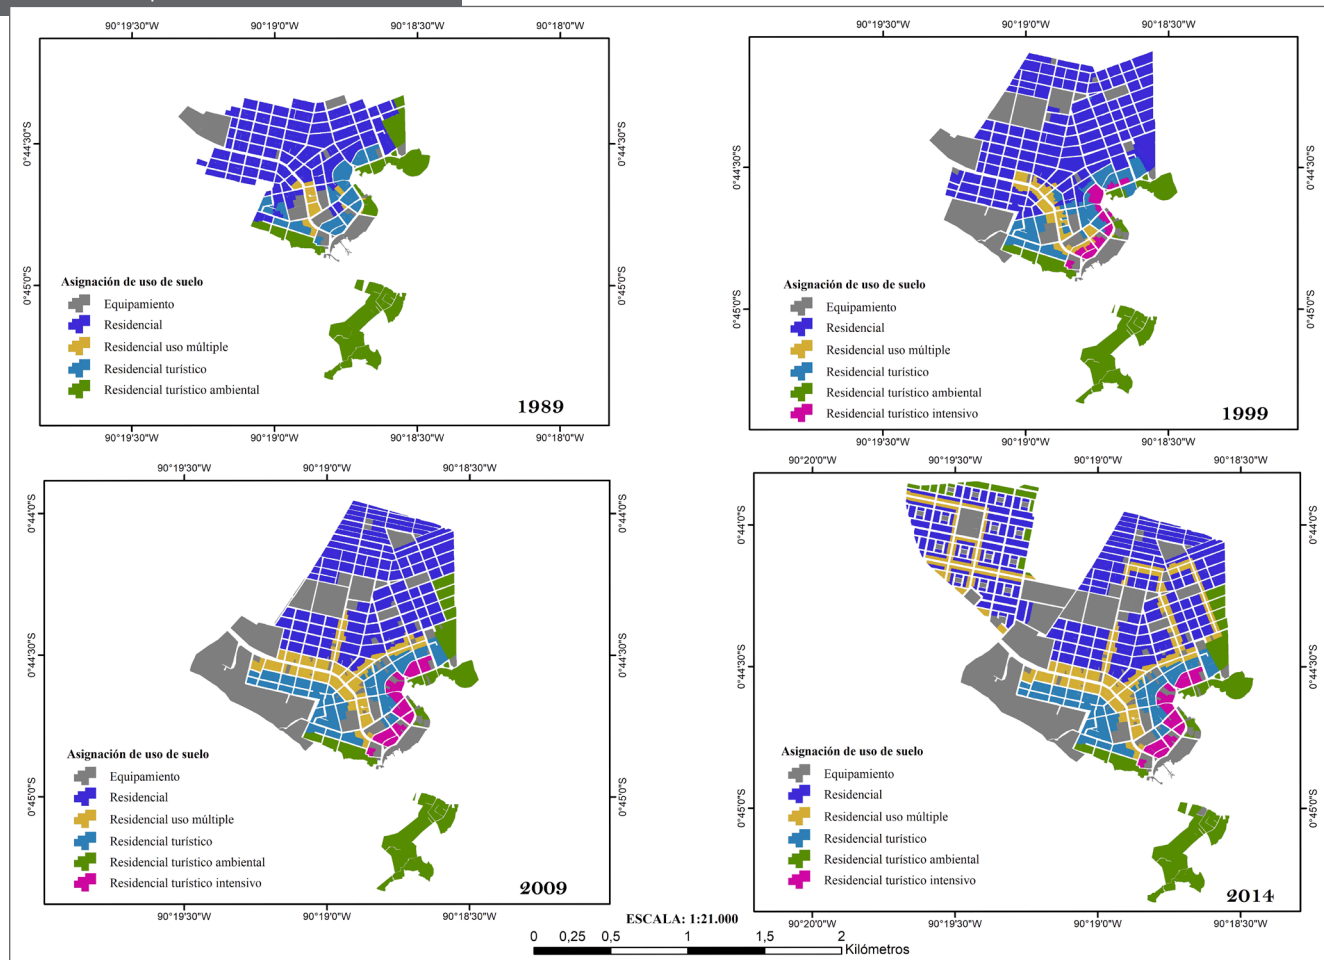 90°19'30"W 90°19'0"W 90°18'30"W 90°18'0"W
0°44'30"S
0°45'0"S
0°44'30"S
0°45'0"S
Asignación de uso de suelo
Equipamiento
Residencial
Residencial uso múltiple
Residencial turístico
Residencial turístico ambiental
1989
90°19'30"W 90°19'0"W 90°18'30"W 90°18'0"W
90°19'30"W 90°19'0"W 90°18'30"W
0°44'30"S
0°45'0"S
0°44'30"S
0°45'0"S
Asignación de uso de suelo
Equipamiento
Residencial
Residencial uso múltiple
Residencial turístico
Residencial turístico ambiental
Residencial turístico intensivo
1999
90°19'30"W 90°19'0"W 90°18'30"W
90°19'30"W 90°19'0"W 90°18'30"W
0°44'0"S
0°44'30"S
0°45'0"S
0°44'0"S
0°44'30"S
0°45'0"S
Asignación de uso de suelo
Equipamiento
Residencial
Residencial uso múltiple
Residencial turístico
Residencial turístico ambiental
Residencial turístico intensivo
2009
90°19'30"W 90°19'0"W 90°18'30"W
90°20'0"W 90°19'30"W 90°19'0"W 90°18'30"W
0°44'0"S
0°44'30"S
0°45'0"S
0°44'0"S
0°44'30"S
0°45'0"S
Asignación de uso de suelo
Equipamiento
Residencial
Residencial uso múltiple
Residencial turístico
Residencial turístico ambiental
Residencial turístico intensivo
2014
90°20'0"W 90°19'30"W 90°19'0"W 90°18'30"W
ESCALA: 1:21.000
0 0,25 0,5 1 1,5 2
Kilómetros